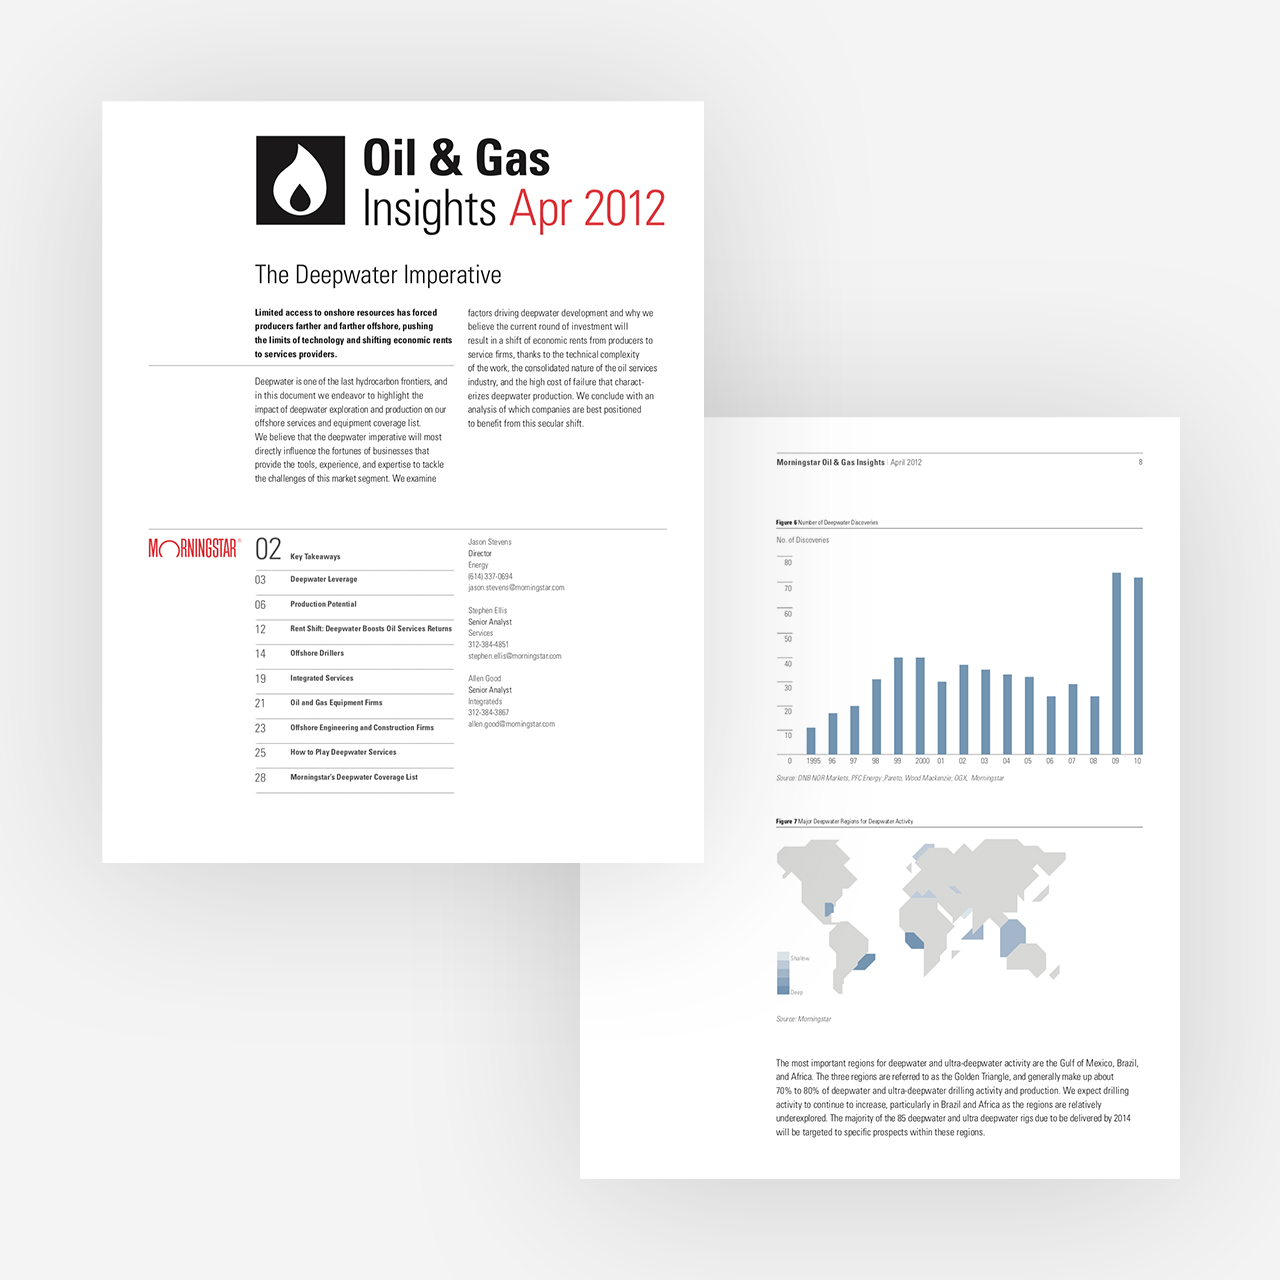 Oil & Gas
Insights Apr 2012
The Deepwater Imperative
Limited access to onshore resources has forced
producers farther and farther offshore, pushing
the limits of technology and shifting economic rents
to services providers.
Deepwater is one of the last hydrocarbon frontiers, and
in this document we endeavor to highlight the
impact of deepwater exploration and production on our
offshore services and equipment coverage list.
We believe that the deepwater imperative will most
directly influence the fortunes of businesses that
provide the tools, experience, and expertise to tackle
the challenges of this market segment. We examine
factors driving deepwater development and why we
believe the current round of investment will
result in a shift of economic rents from producers to
service firms, thanks to the technical complexity
of the work, the consolidated nature of the oil services
industry, and the high cost of failure that charact-
erizes deepwater production. We conclude with an
analysis of which companies are best positioned
to benefit from this secular shift.
MORNINGSTAR®
02 Key Takeaways
03 Deepwater Leverage
06 Production Potential
12 Rent Shift: Deepwater Boosts Oil Services Returns
14 Offshore Drillers
19 Integrated Services
21 Oil and Gas Equipment Firms
23 Offshore Engineering and Construction Firms
25 How to Play Deepwater Services
28 Morningstar's Deepwater Coverage List
Jason Stevens
Director
Energy
(614) 337-0694
jason.stevens@morningstar.com
Stephen Ellis
Senior Analyst
Services
312-384-4851
stephen.ellis@morningstar.com
Allen Good
Senior Analyst
Integrateds
312-384-3867
allen.good@morningstar.com
Morningstar Oil & Gas Insights | April 2012 8
Figure 6 Number of Deepwater Discoveries
No. of Discoveries
80
70
60
50
40
30
20
10
0 1995 96 97 98 99 2000 01 02 03 04 05 06 07 08 09 10
Source: DNB NOR Markets, PFC Energy ,Pareto, Wood Mackenzie, OGX, Morningstar
Figure 7 Major Deepwater Regions for Deepwater Activity.
Shallow
Deep
Source: Morningstar
The most important regions for deepwater and ultra-deepwater activity are the Gulf of Mexico, Brazil,
and Africa. The three regions are referred to as the Golden Triangle, and generally make up about
70% to 80% of deepwater and ultra-deepwater drilling activity and production. We expect drilling
activity to continue to increase, particularly in Brazil and Africa as the regions are relatively
underexplored. The majority of the 85 deepwater and ultra deepwater rigs due to be delivered by 2014
will be targeted to specific prospects within these regions.